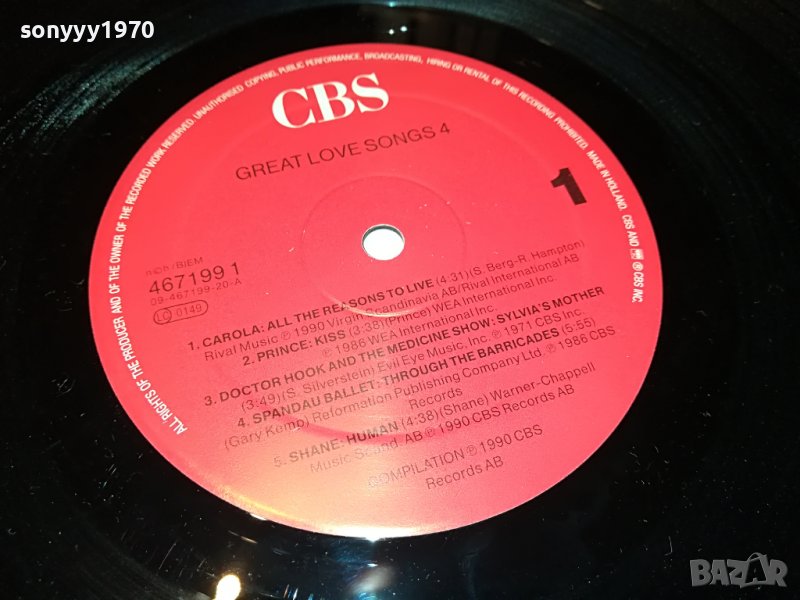 sonyyy1970
ALL RIGHTS OF THE PRODUCER AND OF THE OWNER OF THE RECORDED WORK RESERVED. UNAUTHORISED COPYING, PUBLIC PERFORMANCE, BROADCASTING, HIRING OR RENTAL OF THIS RECORDING PROHIBITED. MADE IN HOLLAND. CBS AND ℗ CBS INC.
CBS
GREAT LOVE SONGS 4
1
n©b/BIEM
467199 1
09-467199-20-A
LC 0149
1. CAROLA: ALL THE REASONS TO LIVE (4:31) (S. Berg-R. Hampton)
Rival Music ℗ 1990 Virgin Scandinavia AB/Rival International AB
2. PRINCE: KISS (3:38) (Prince) WEA International Inc.
℗ 1986 WEA International Inc.
3. DOCTOR HOOK AND THE MEDICINE SHOW: SYLVIA'S MOTHER
(3:49) (S. Silverstein) Evil Eye Music, Inc. ℗ 1971 CBS Inc.
4. SPANDAU BALLET: THROUGH THE BARRICADES (5:55)
(Gary Kemp) Reformation Publishing Company Ltd. ℗ 1986 CBS
Records
5. SHANE: HUMAN (4:38) (Shane) Warner-Chappell
Music Scand. AB ℗ 1990 CBS Records AB
COMPILATION ℗ 1990 CBS
Records AB
BAZAR